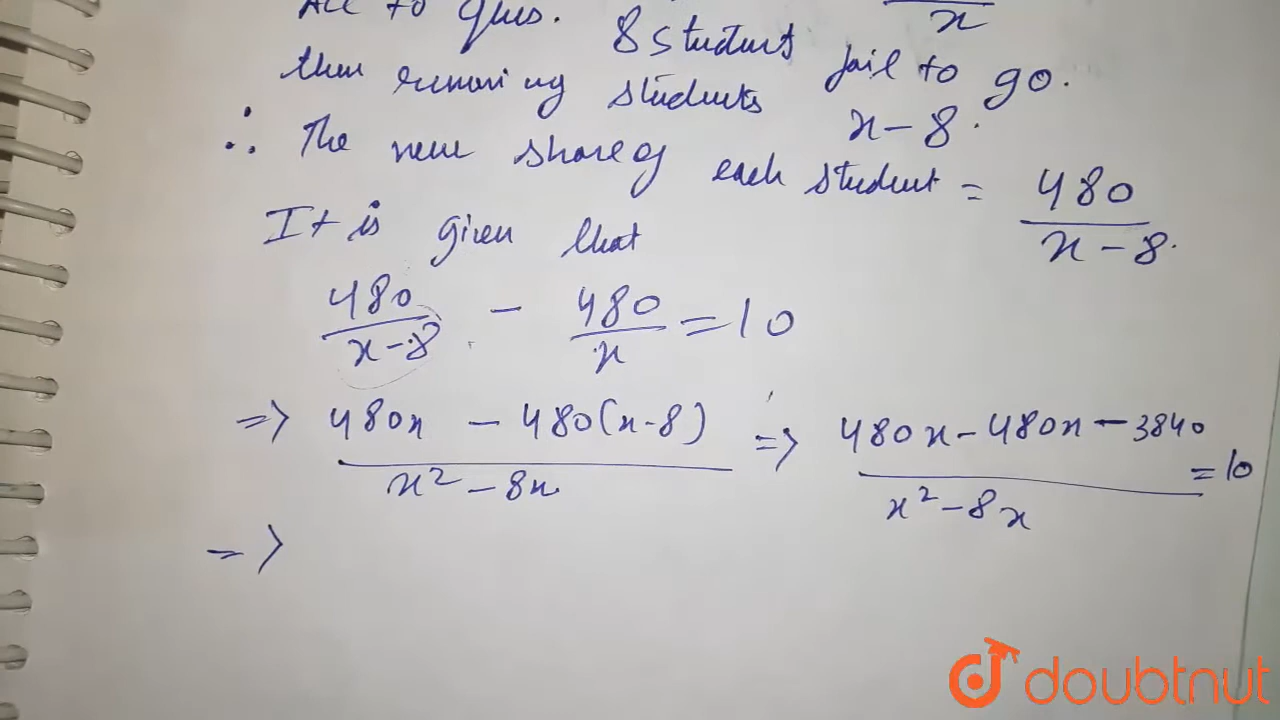 Acc to ques. 8 Student fail to go.
x
then remaning students x-8.
∴ The new share of each student = 480/x-8.
It is given that
480/x-8 - 480/x = 10
=> 480x - 480(x-8)/x² - 8x => 480x - 480x - 3840/x² - 8x = 10
=>
doubtnut